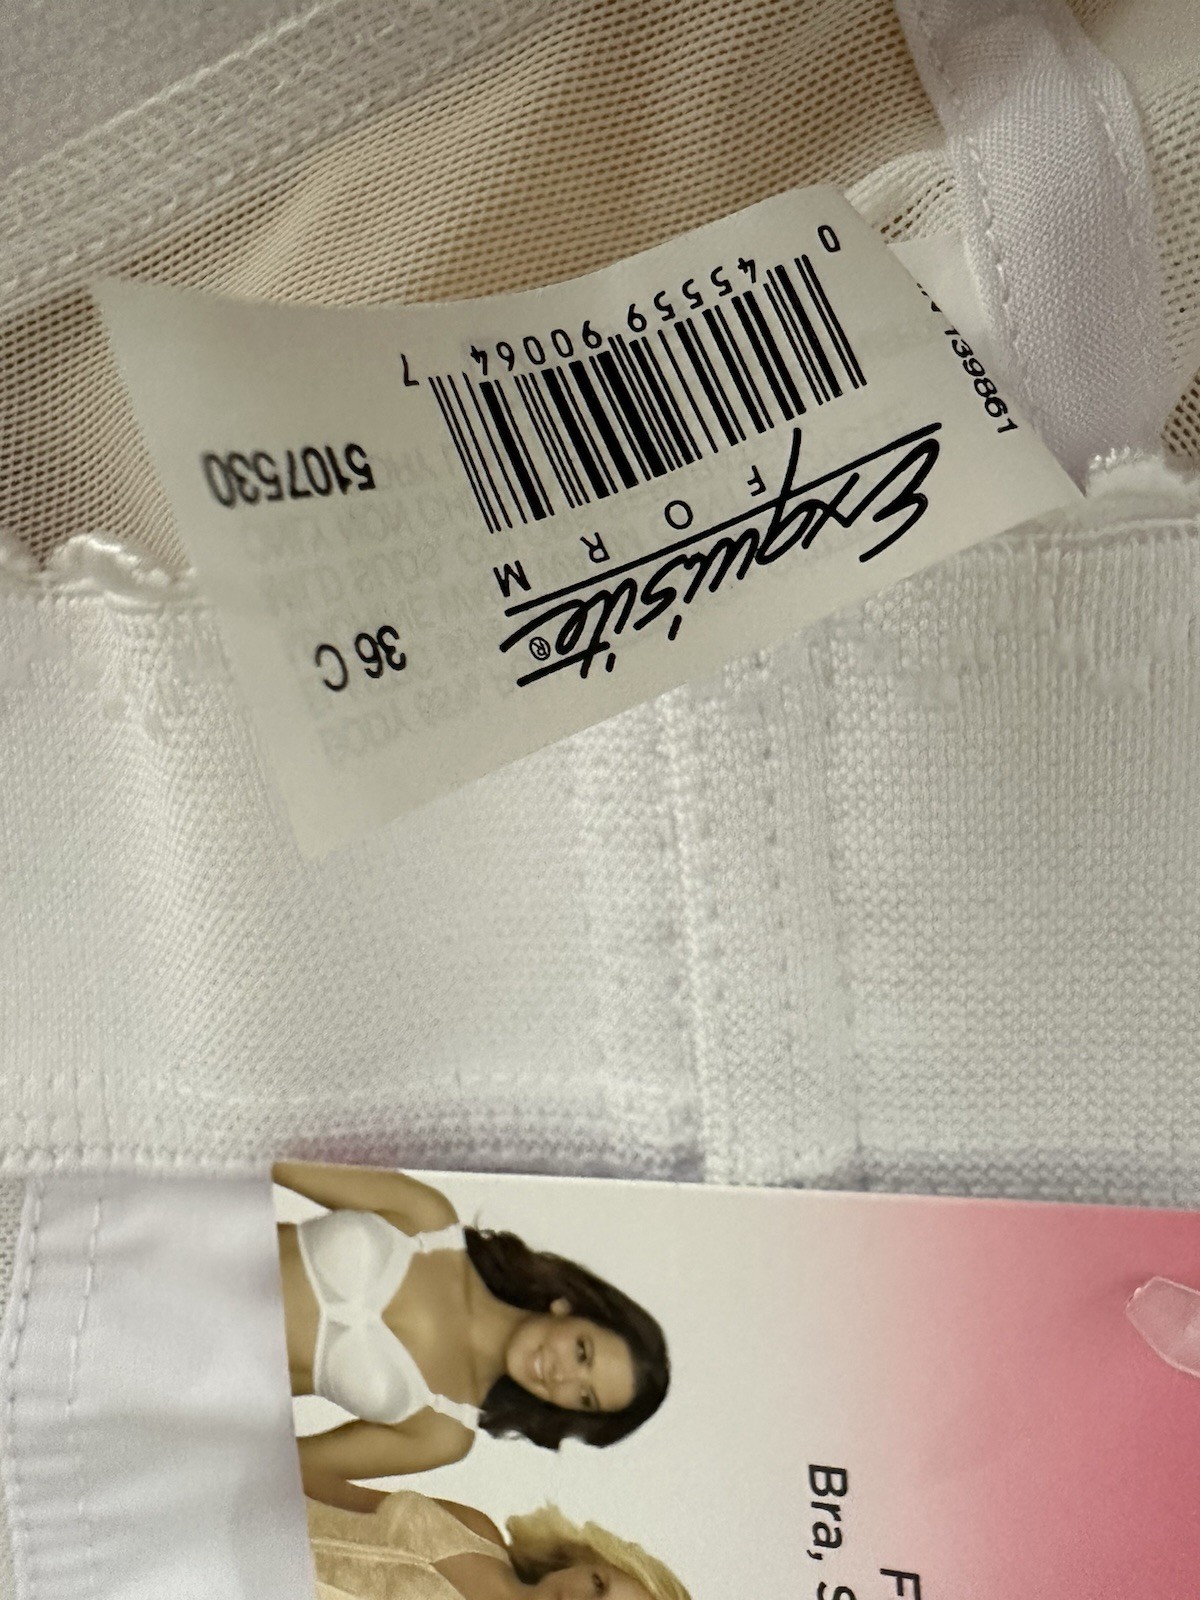 Exquisite®
FORM
0 45559 90064 7
5107530
36 C
139861
Bra,